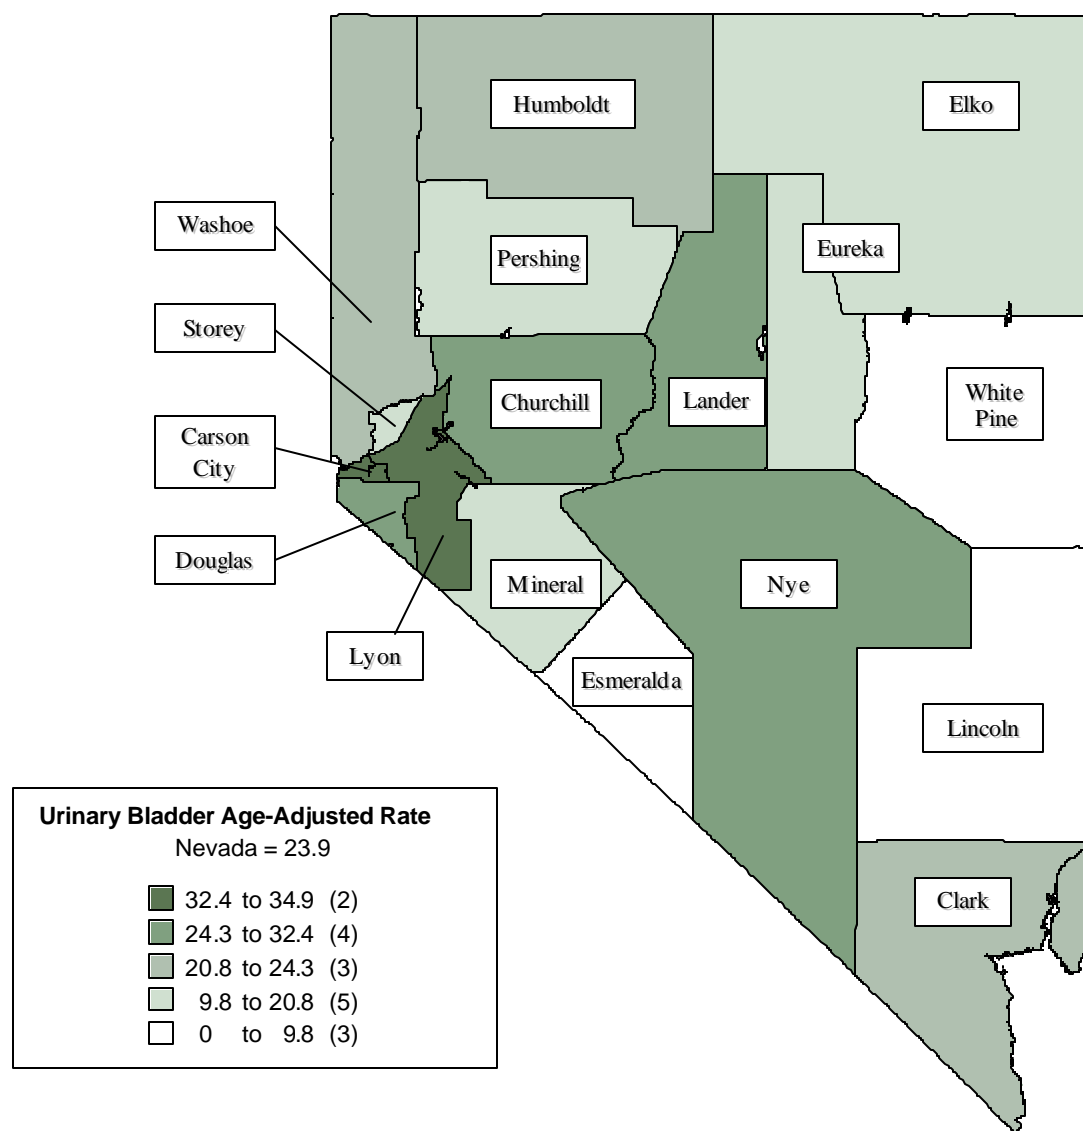 Humboldt
Elko
Washoe
Pershing
Eureka
Storey
Churchill
Lander
White
Pine
Carson
City
Douglas
Mineral
Nye
Lyon
Esmeralda
Lincoln
Clark
Urinary Bladder Age-Adjusted Rate
Nevada = 23.9
32.4 to 34.9 (2)
24.3 to 32.4 (4)
20.8 to 24.3 (3)
9.8 to 20.8 (5)
0 to 9.8 (3)